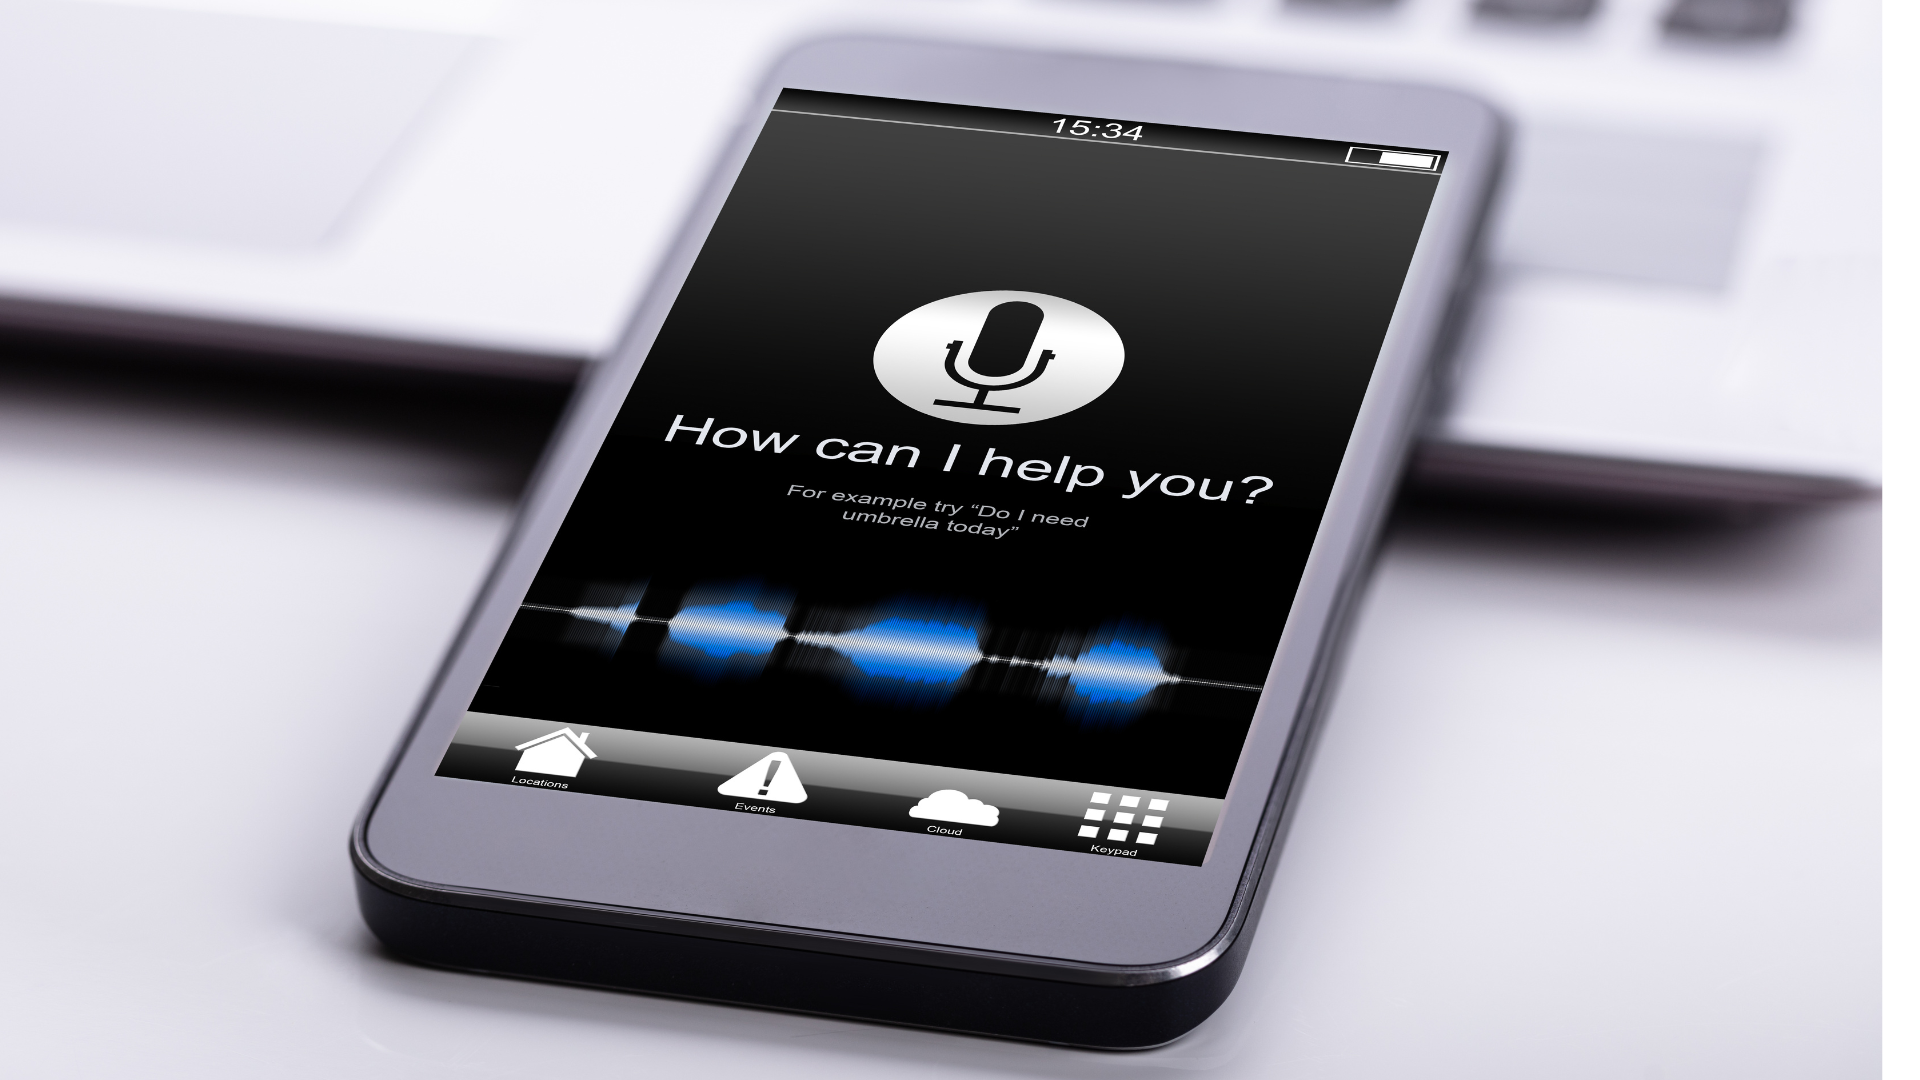 15:34
How can I help you?
For example try “Do I need
umbrella today”
Locations
Events
Cloud
Keypad